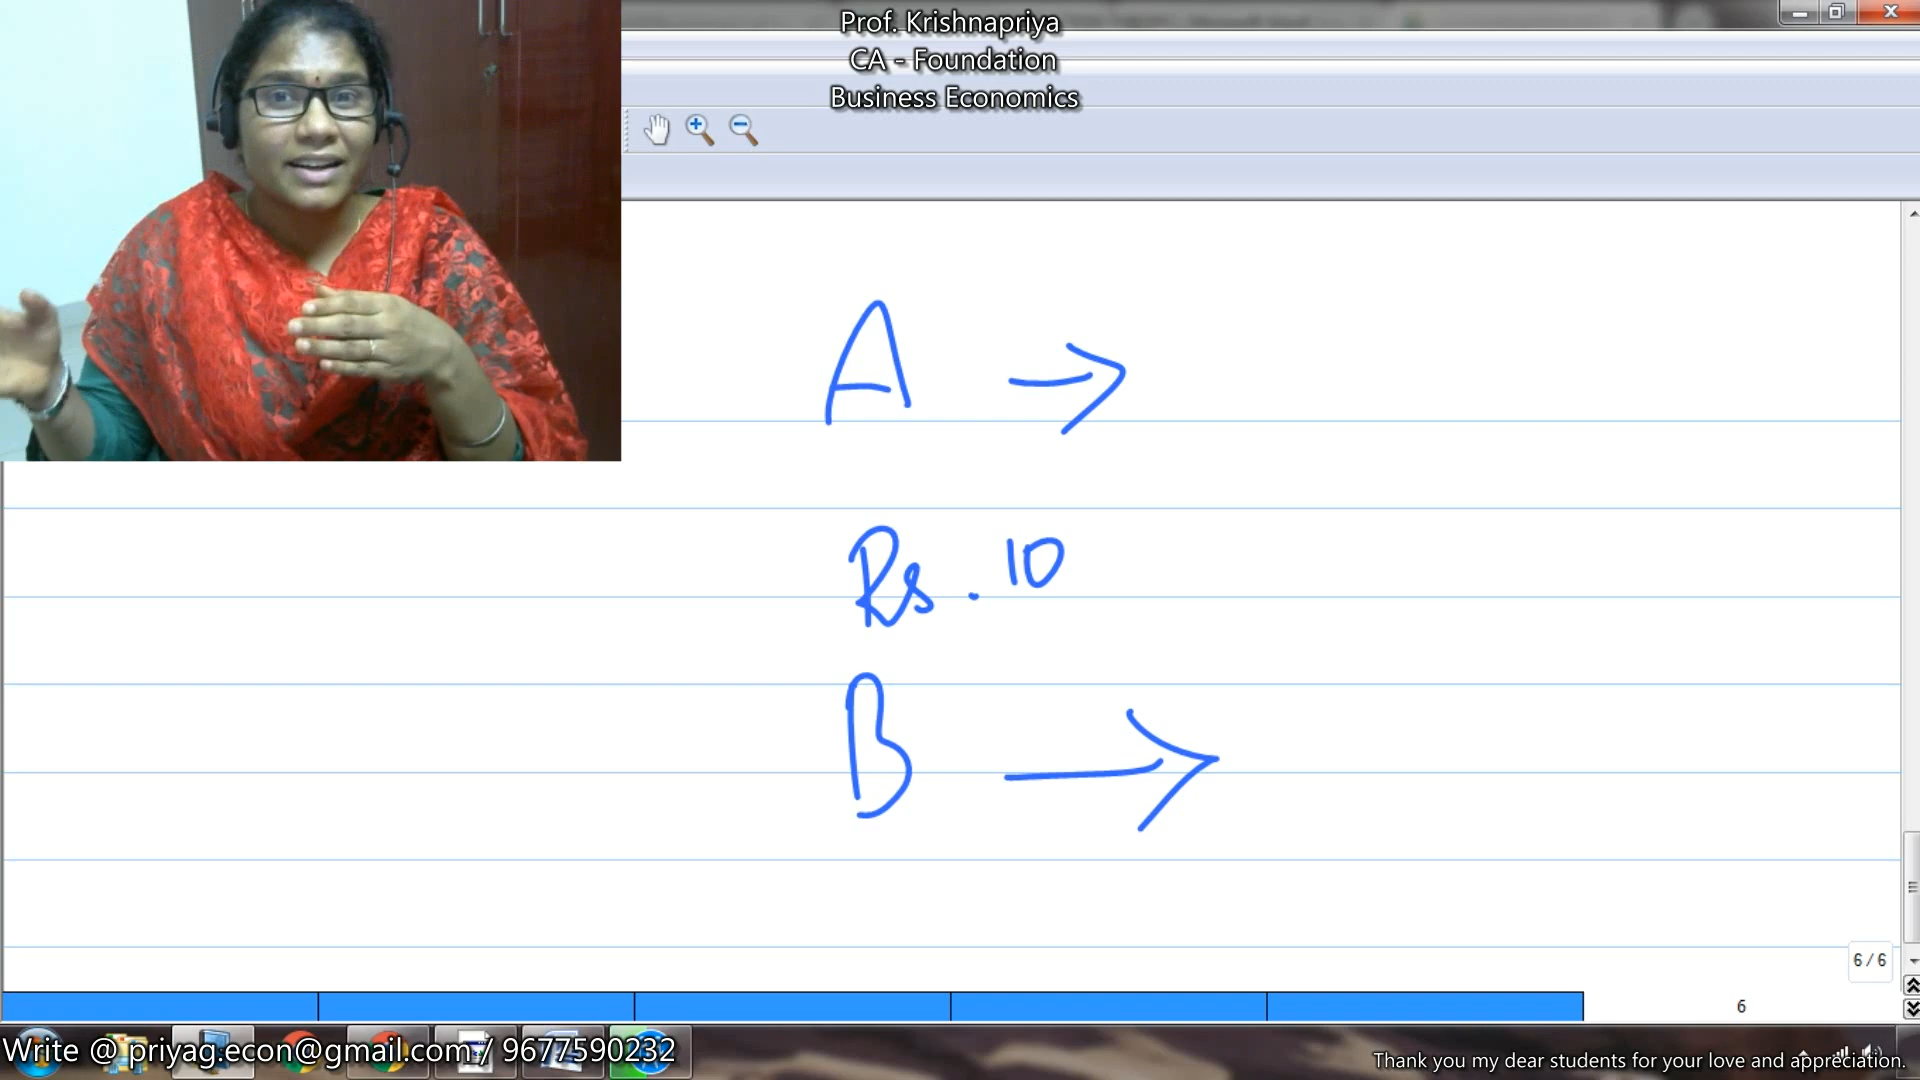 Prof. Krishnapriya
CA - Foundation
Business Economics
A →
Rs. 10
B →
6 / 6
6
Write @ priyag.econ@gmail.com / 9677590232
Thank you my dear students for your love and appreciation.